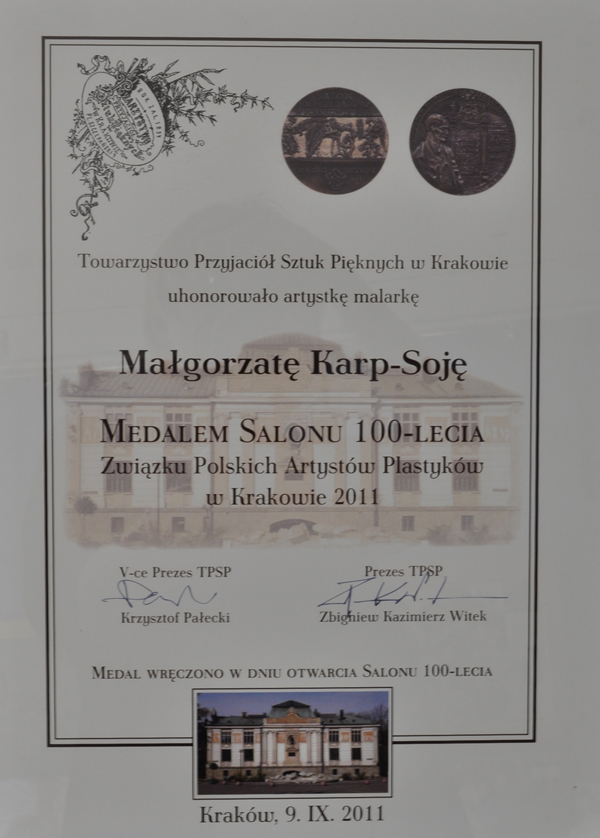 Towarzystwo Przyjaciół Sztuk Pięknych w Krakowie
uhonorowało artystkę malarkę
Małgorzatę Karp-Soję
MEDALEM SALONU 100-LECIA
Związku Polskich Artystów Plastyków
w Krakowie 2011
V-ce Prezes TPSP
Prezes TPSP
Krzysztof Pałecki
Zbigniew Kazimierz Witek
MEDAL WRĘCZONO W DNIU OTWARCIA SALONU 100-LECIA
Kraków, 9. IX. 2011